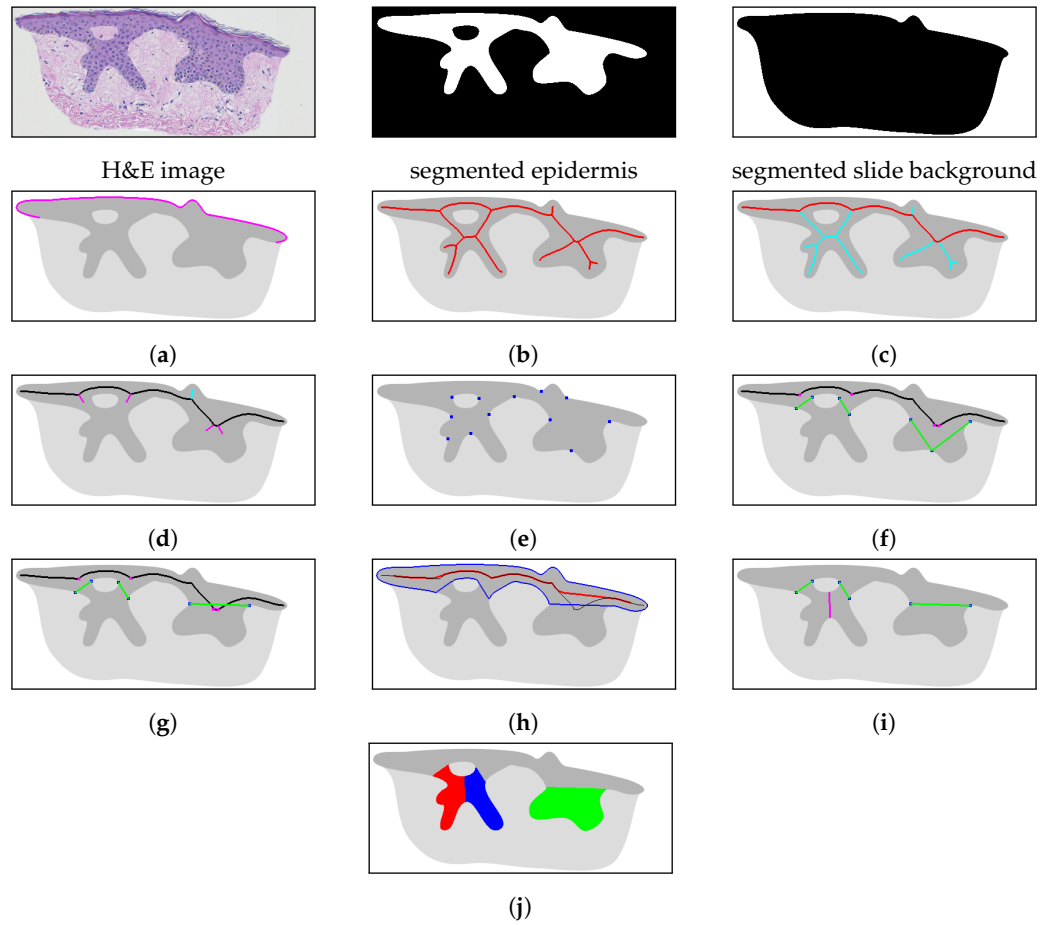 H&E image
segmented epidermis
segmented slide background
(a)
(b)
(c)
(d)
(e)
(f)
(g)
(h)
(i)
(j)